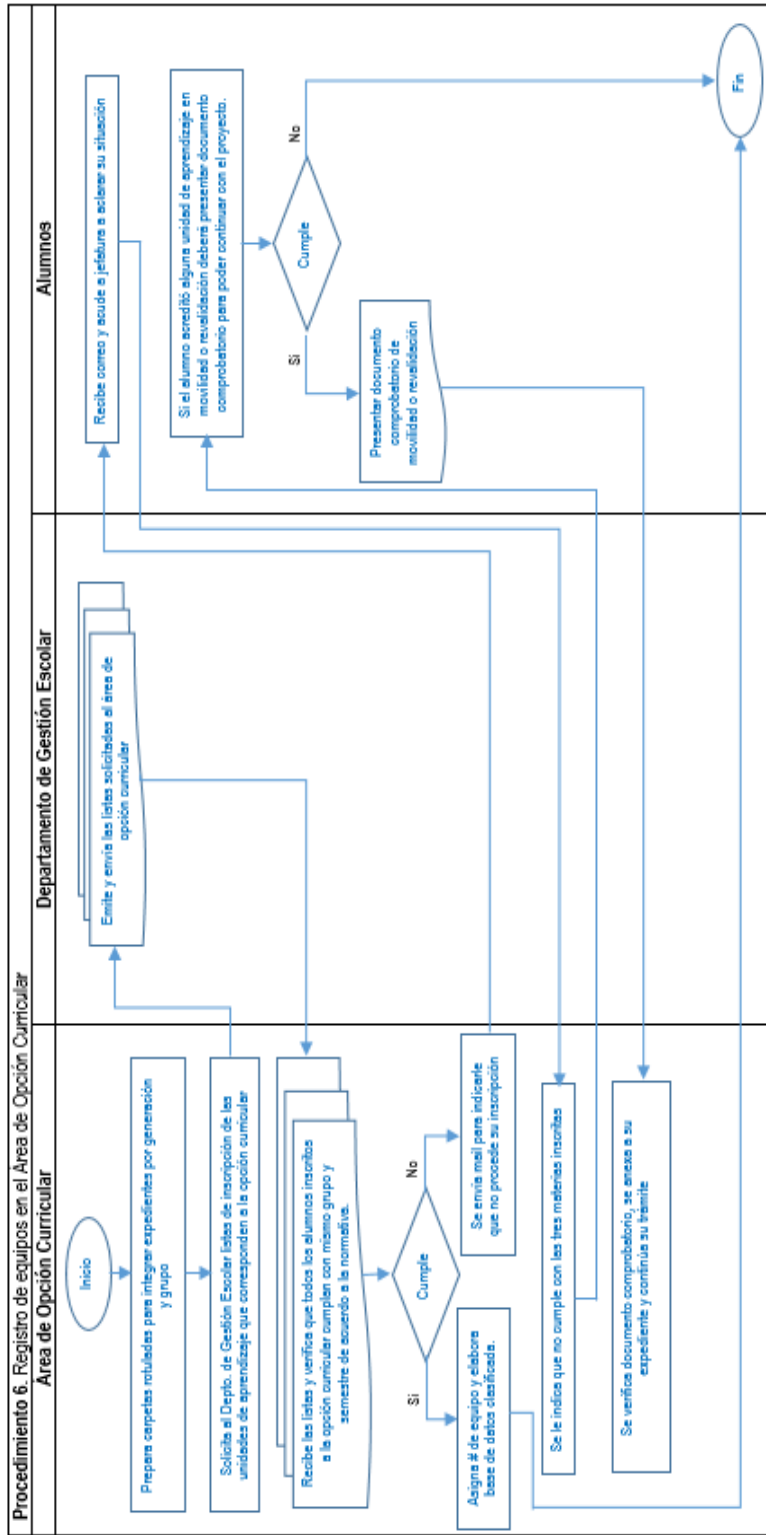 Procedimiento 6. Registro de equipos en el Área de Opción Curricular
Área de Opción Curricular
Departamento de Gestión Escolar
Alumnos
Inicio
Prepara carpetas rotuladas para integrar expedientes por generación
y grupo
Solicita al Depto. de Gestión Escolar listas de inscripción de las
unidades de aprendizaje que corresponden a la opción curricular
Emite y envía las listas solicitadas al área de
opción curricular
Recibe las listas y verifica que todos los alumnos inscritos
a la opción curricular cumplan con mismo grupo y
semestre de acuerdo a la normativa.
Cumple
Si
No
Asigna # de equipo y elabora
base de datos clasificada.
Se envía mail para indicarle
que no procede su inscripción
Recibe correo y acude a jefatura a aclarar su situación
Se le indica que no cumple con las tres materias inscritas
Si el alumno acreditó alguna unidad de aprendizaje en
movilidad o revalidación deberá presentar documento
comprobatorio para poder continuar con el proyecto.
Cumple
Si
No
Presentar documento
comprobatorio de
movilidad o revalidación
Se verifica documento comprobatorio, se anexa a su
expediente y continúa su trámite
Fin